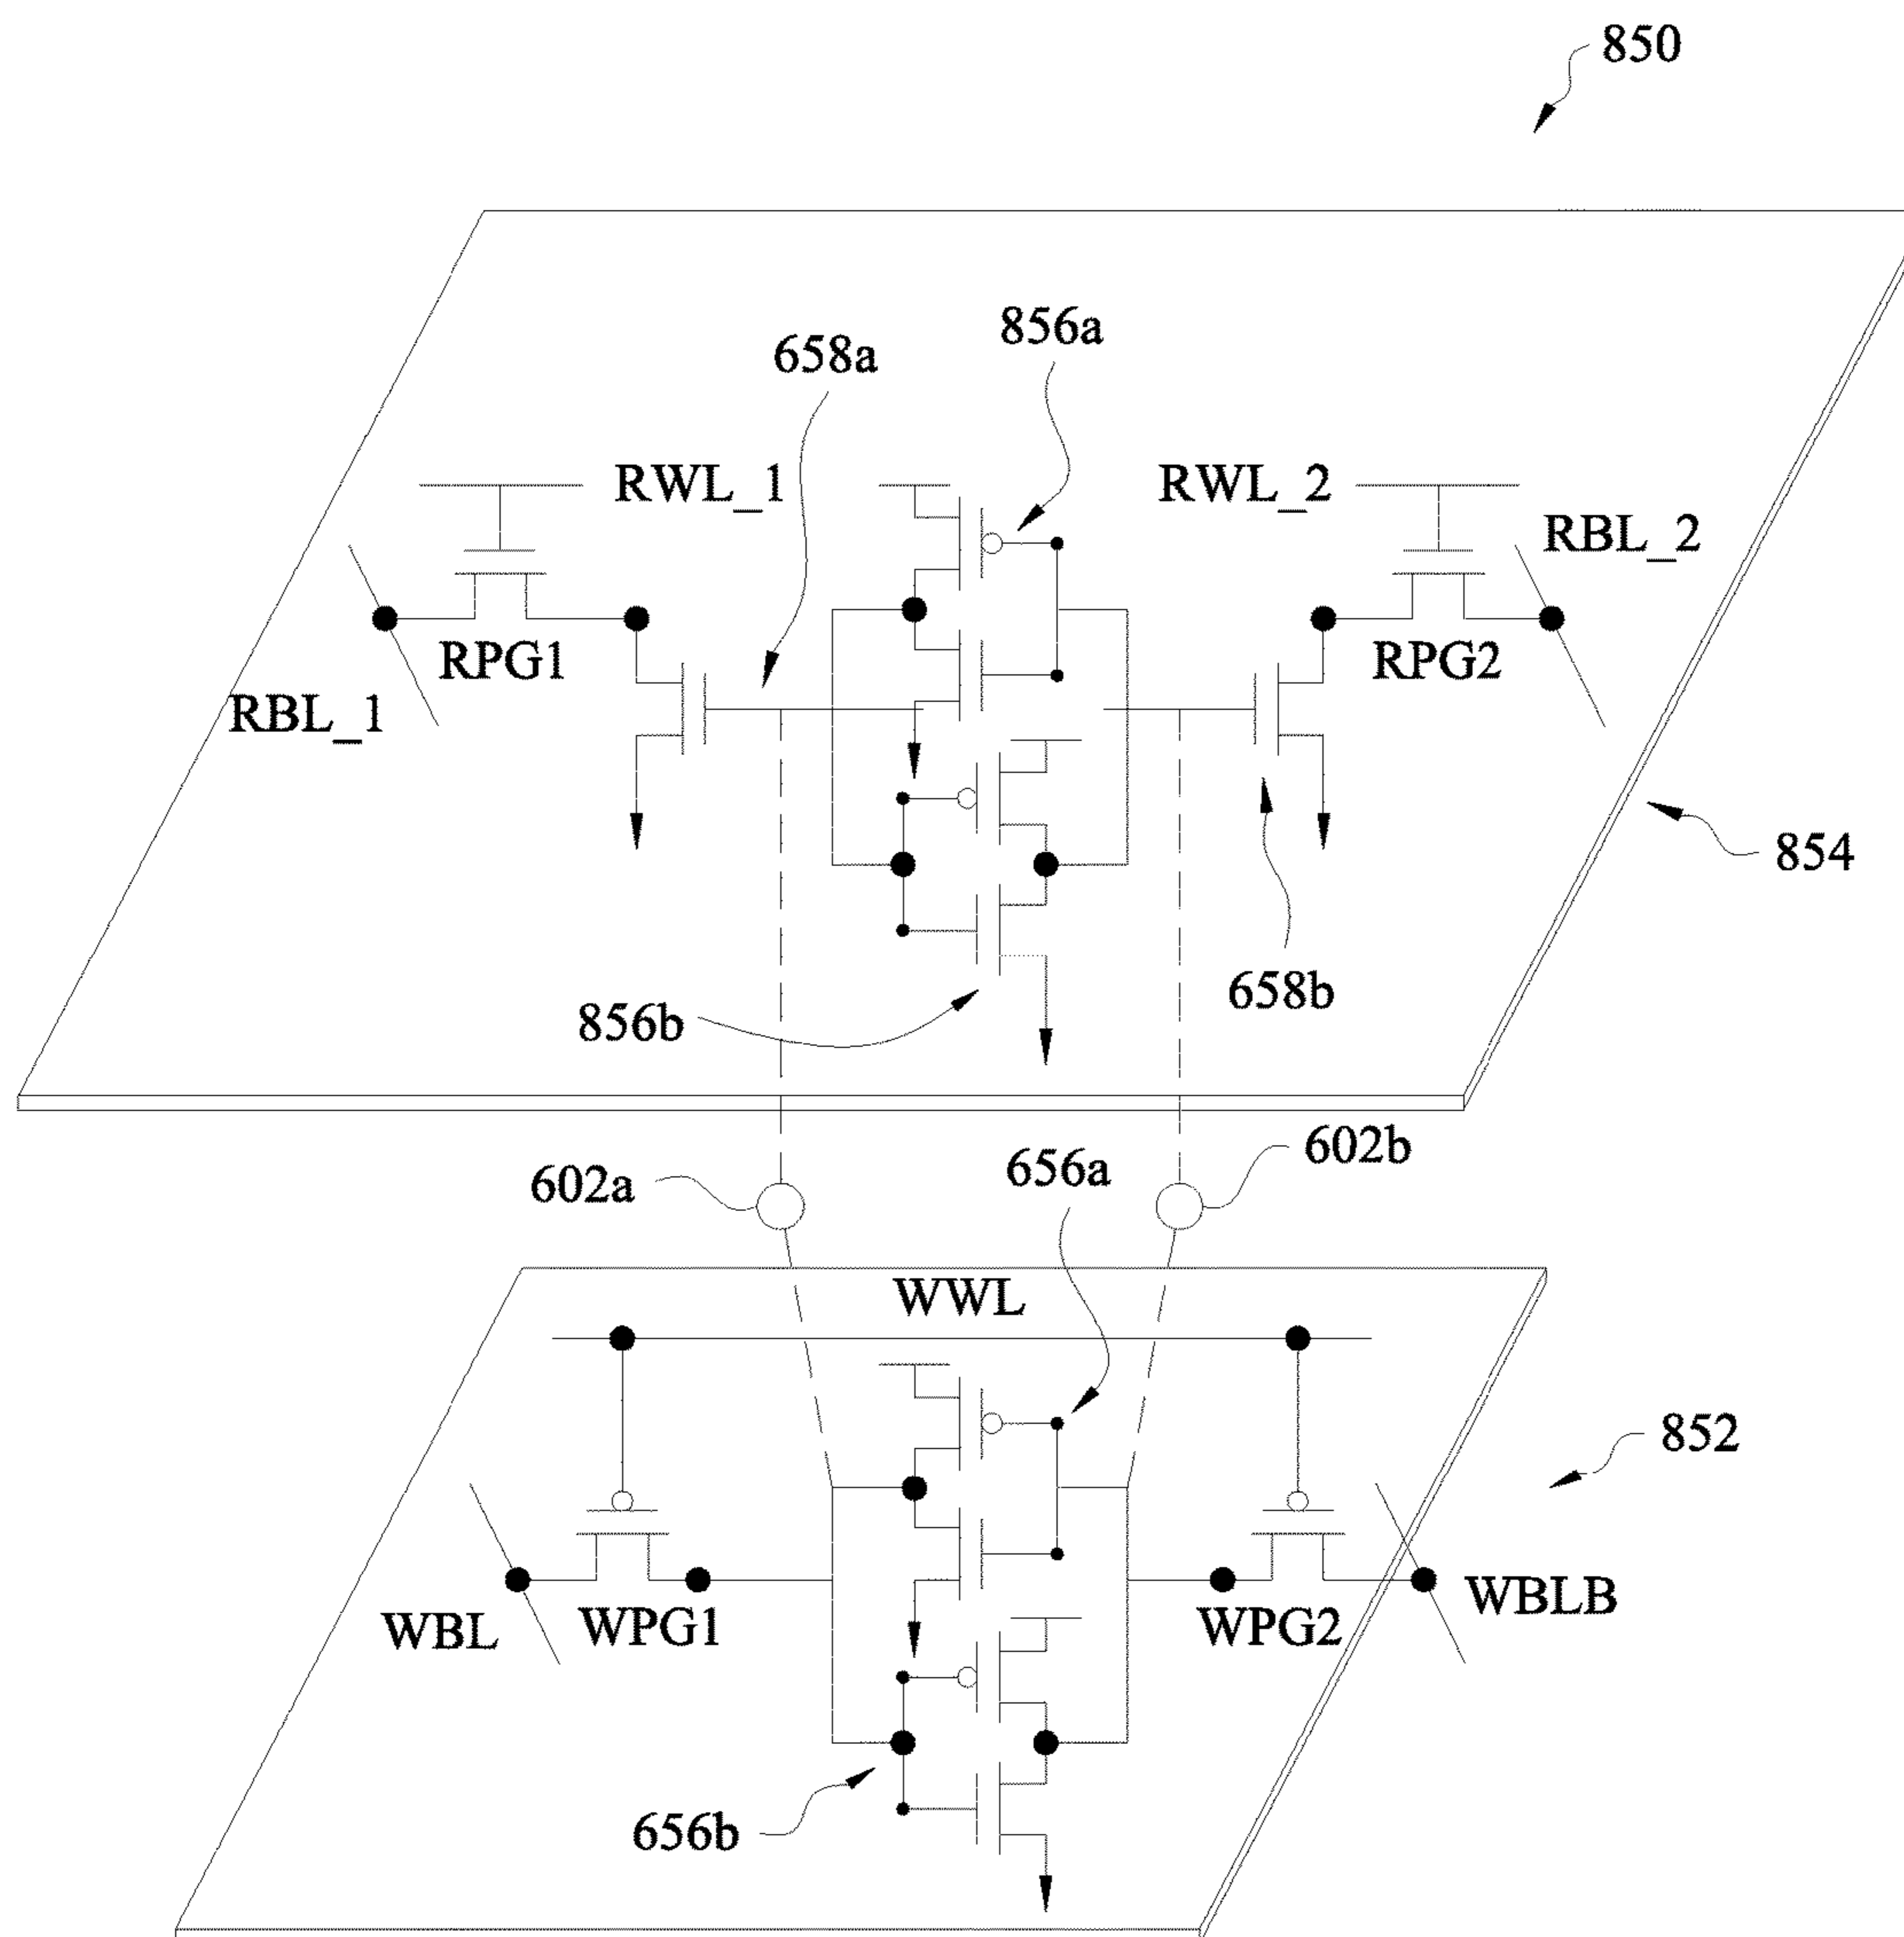 850
856a
658a
RWL_1
RWL_2
RBL_2
RPG1
RPG2
RBL_1
854
658b
856b
602b
656a
602a
WWL
852
WBL
WPG1
WPG2
WBLB
656b